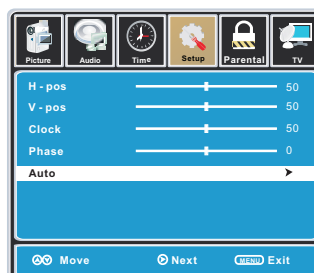 Picture Audio Time Setup Parental TV
H - pos 50
V - pos 50
Clock 50
Phase 0
Auto
Move Next MENU Exit